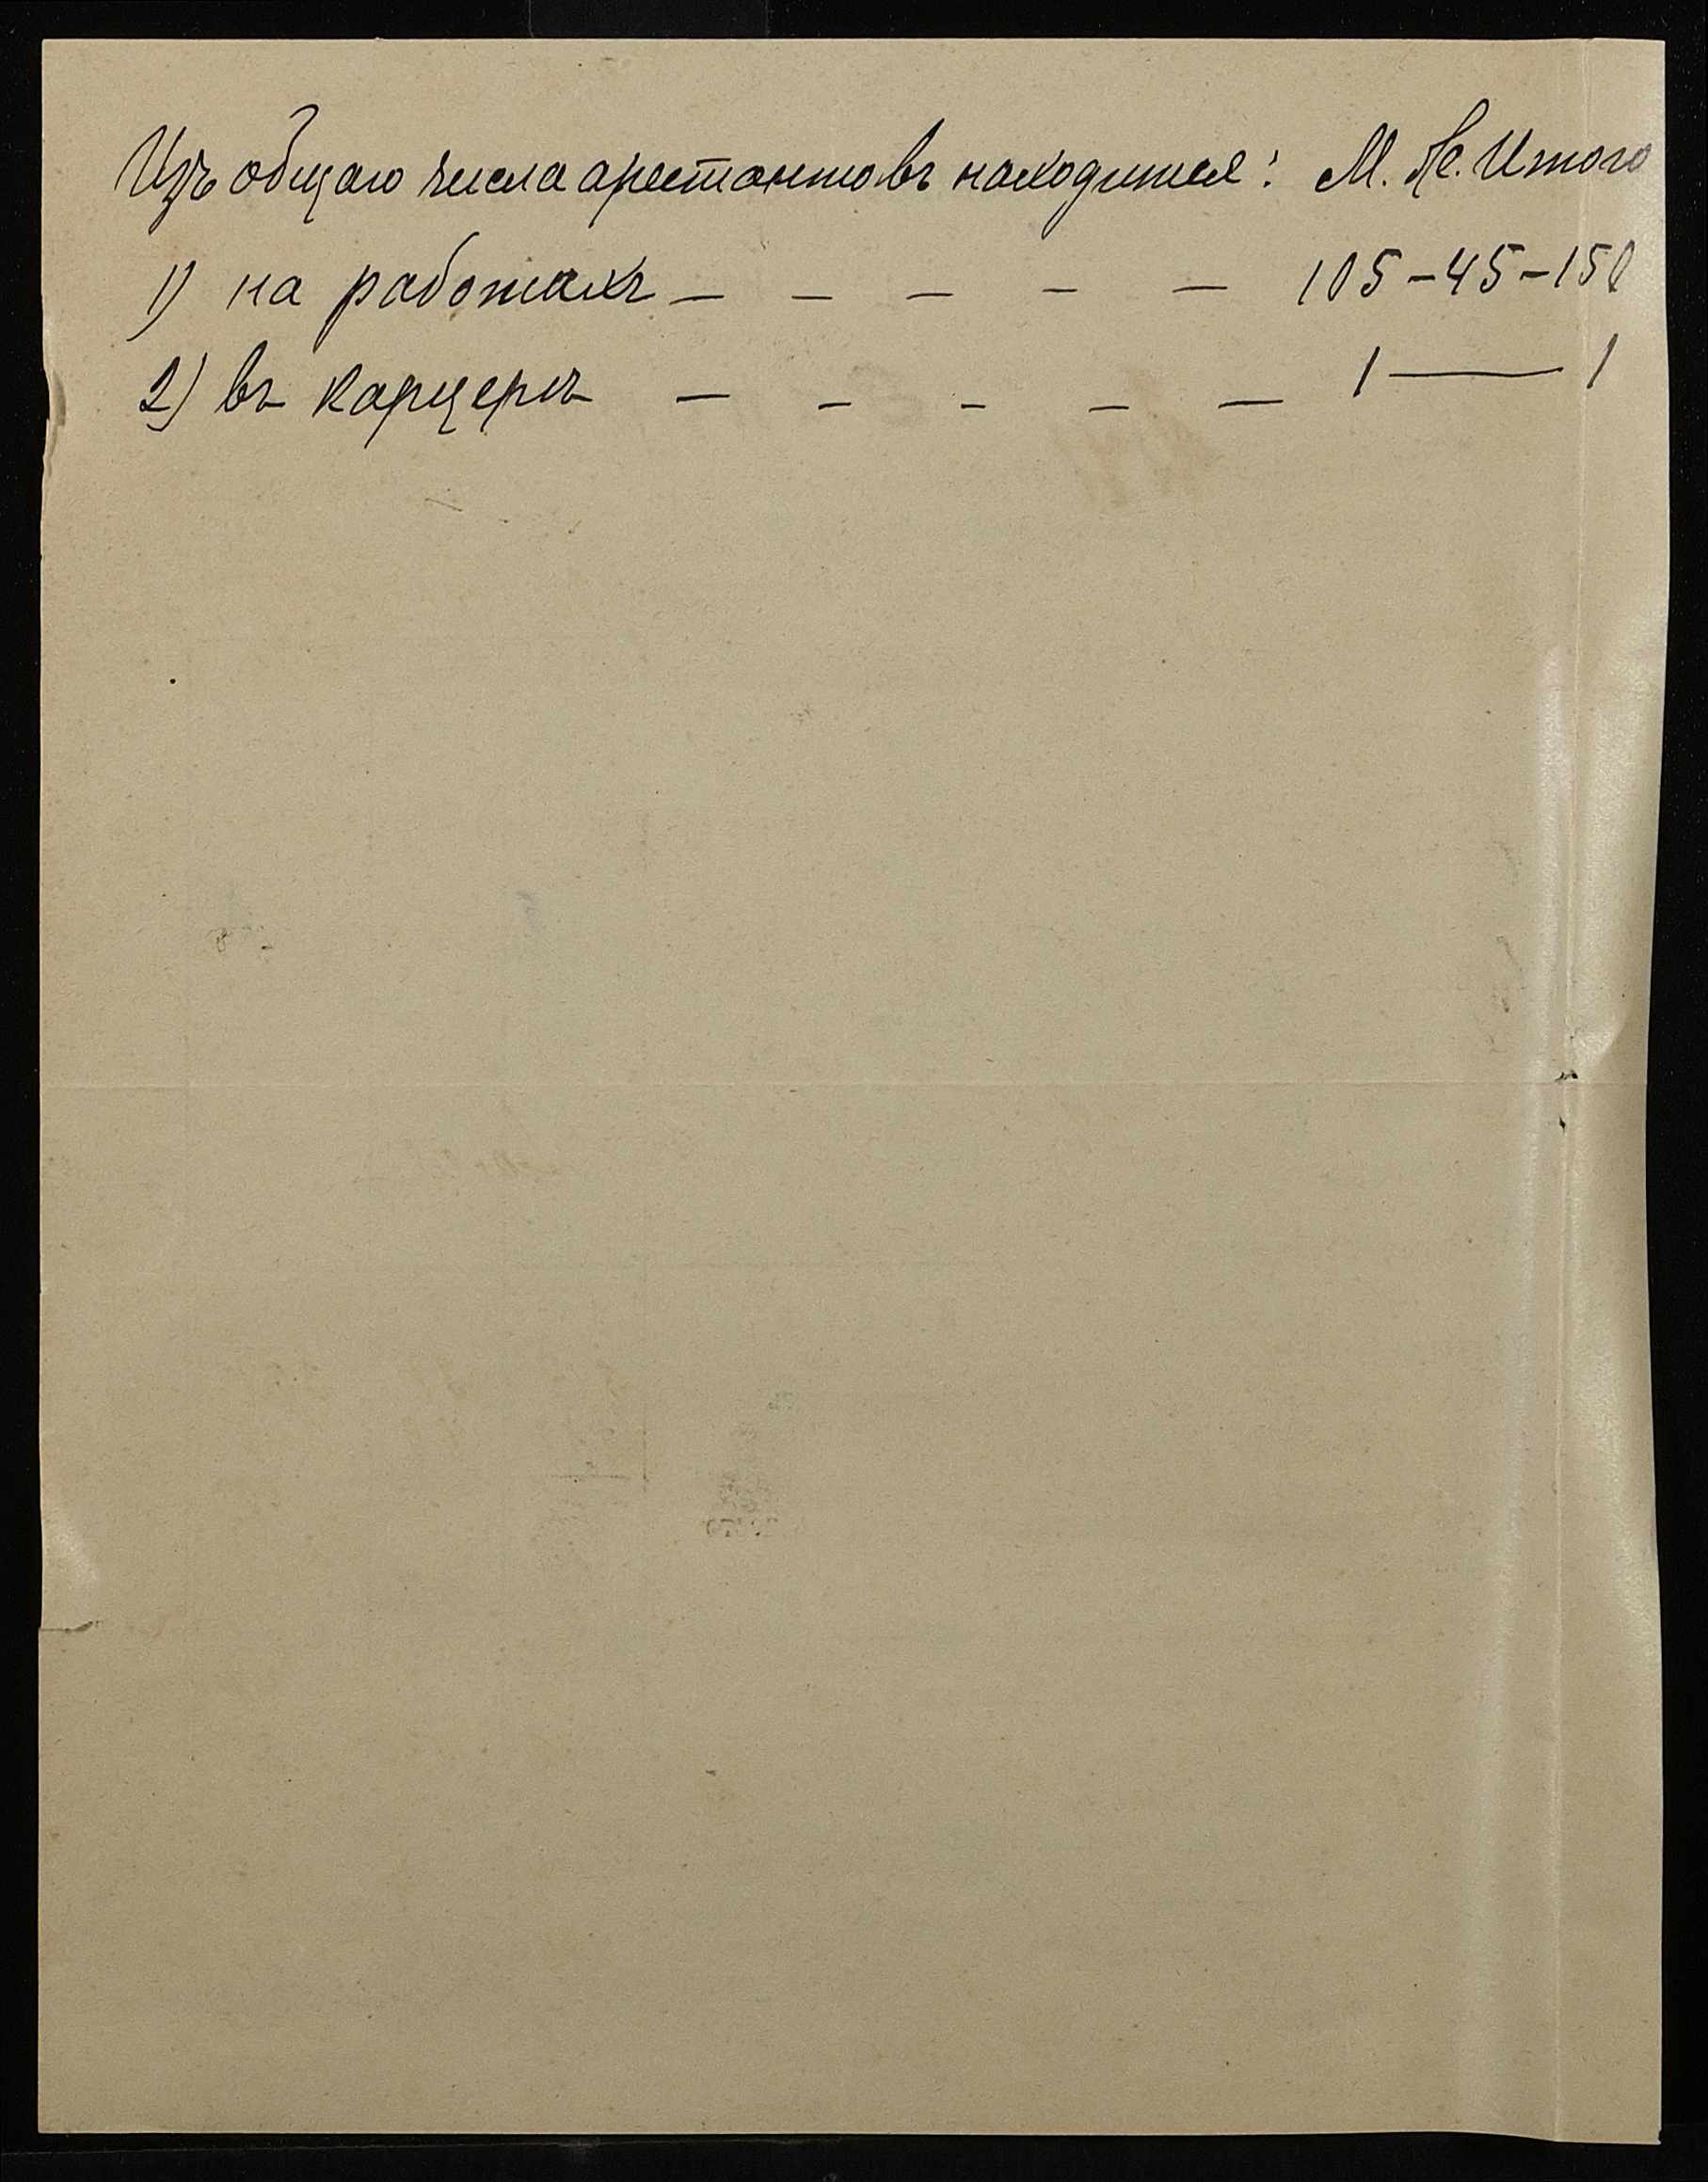 Изъ общаго числа арестантовъ находится: М. Ж. Итого
1) на работахъ – – – – – 105 – 45 – 150
2) въ карцерѣ – – – – – 1 — 1